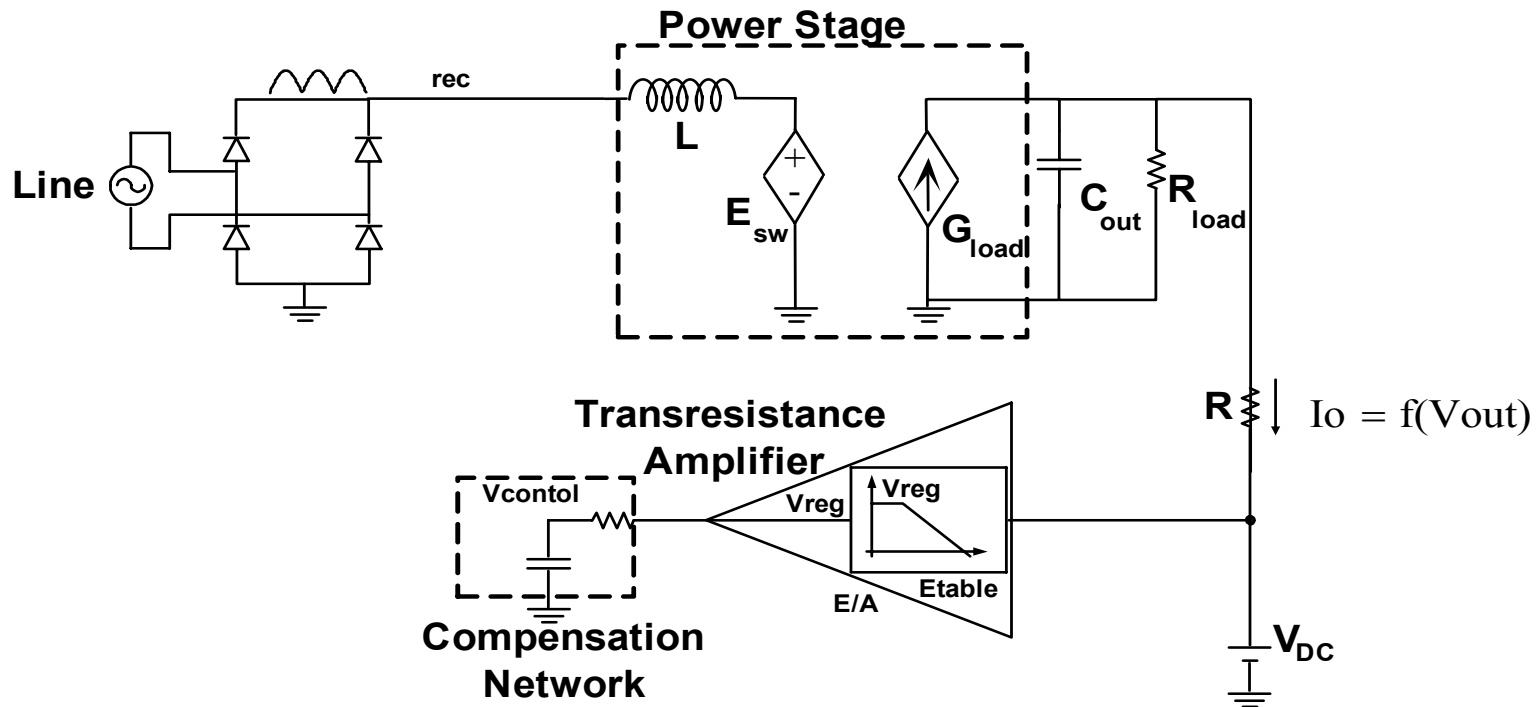 Power Stage
rec
L
Line
+
-
E sw
G load
C out
R load
Transresistance
Amplifier
R
Io = f(Vout)
Vcontol
Vreg
Vreg
Etable
E/A
Compensation
Network
V DC